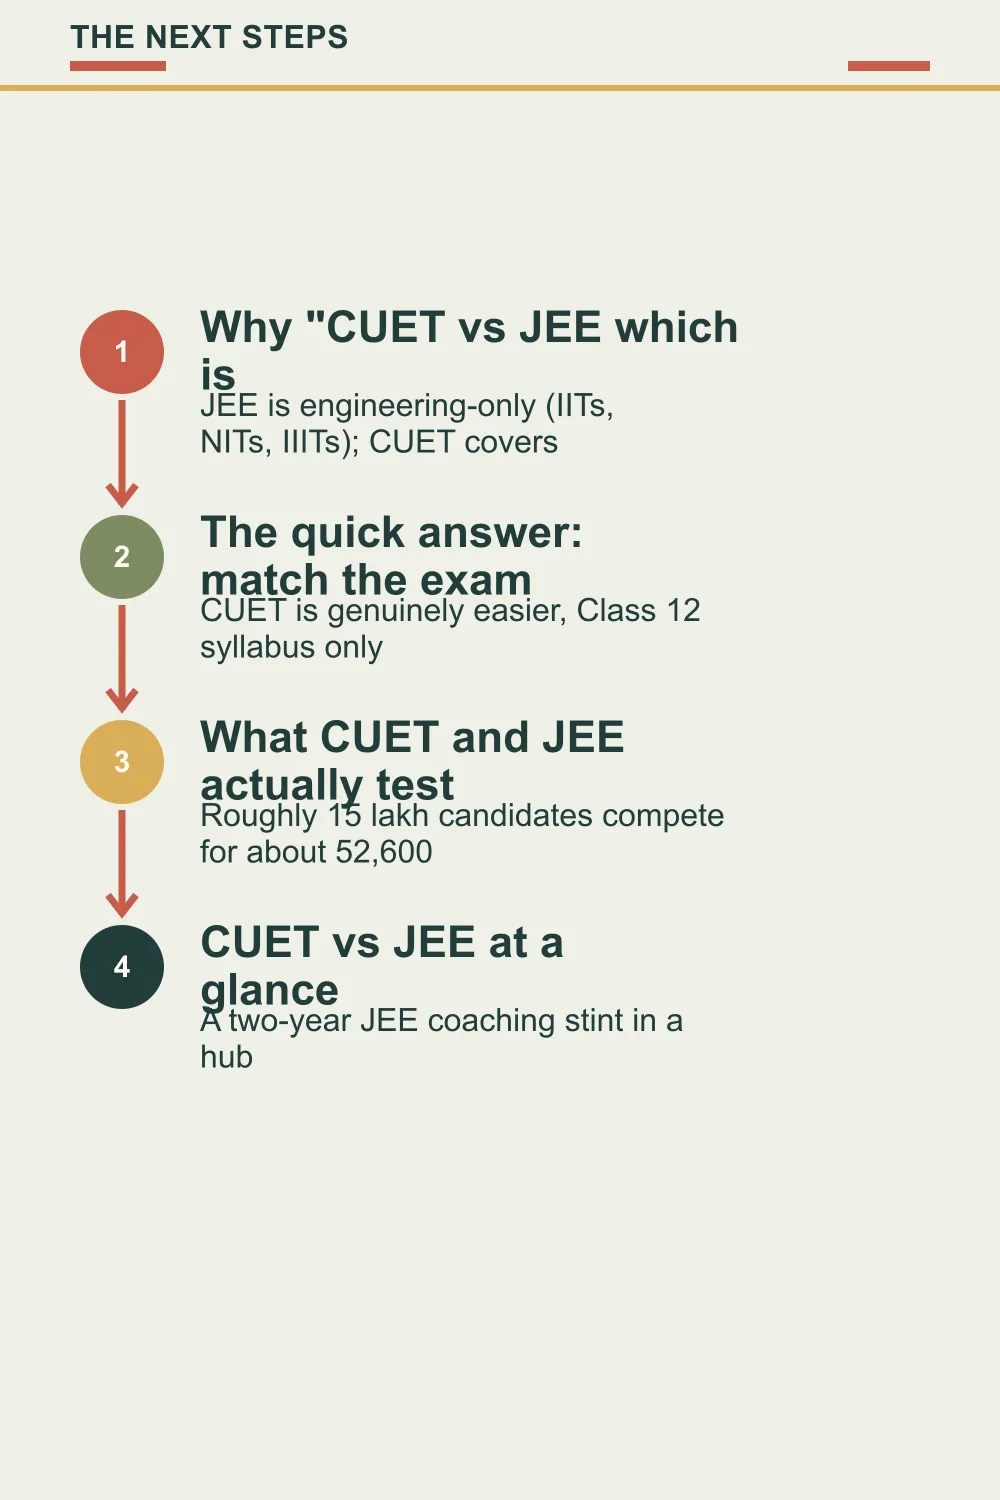 THE NEXT STEPS
1
Why "CUET vs JEE which
is
JEE is engineering-only (IITs,
NITs, IIITs); CUET covers
2
The quick answer:
match the exam
CUET is genuinely easier, Class 12
syllabus only
3
What CUET and JEE
actually test
Roughly 15 lakh candidates compete
for about 52,600
4
CUET vs JEE at a
glance
A two-year JEE coaching stint in a
hub